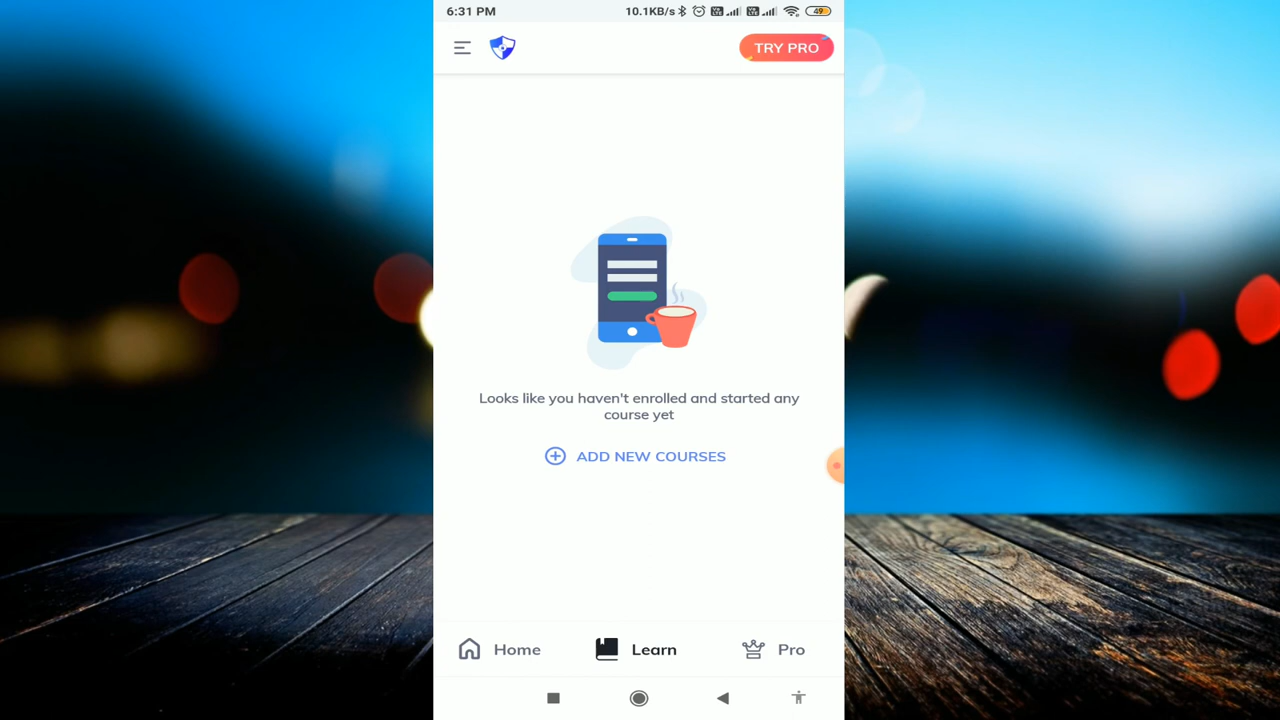 6:31 PM 10.1KB/s 49
TRY PRO
Looks like you haven't enrolled and started any
course yet
ADD NEW COURSES
Home Learn Pro